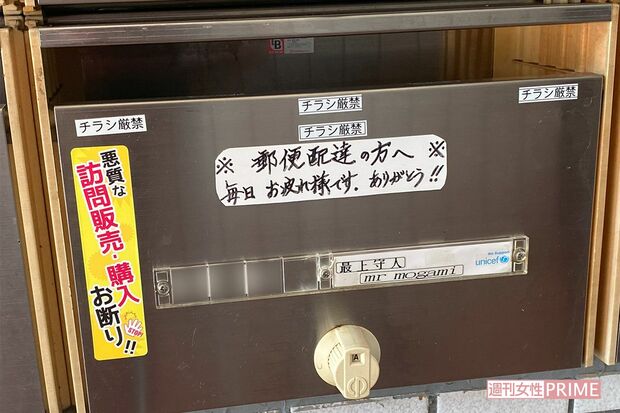 チラシ厳禁
チラシ厳禁
チラシ厳禁
チラシ厳禁
※ 郵便配達の方へ ※
毎日 お疲れ様です. ありがとう!!
悪質な
訪問販売・購入
お断り!!
STOP!
最上守人
mr mogami
We Support
unicef
A
週刊女性PRIME